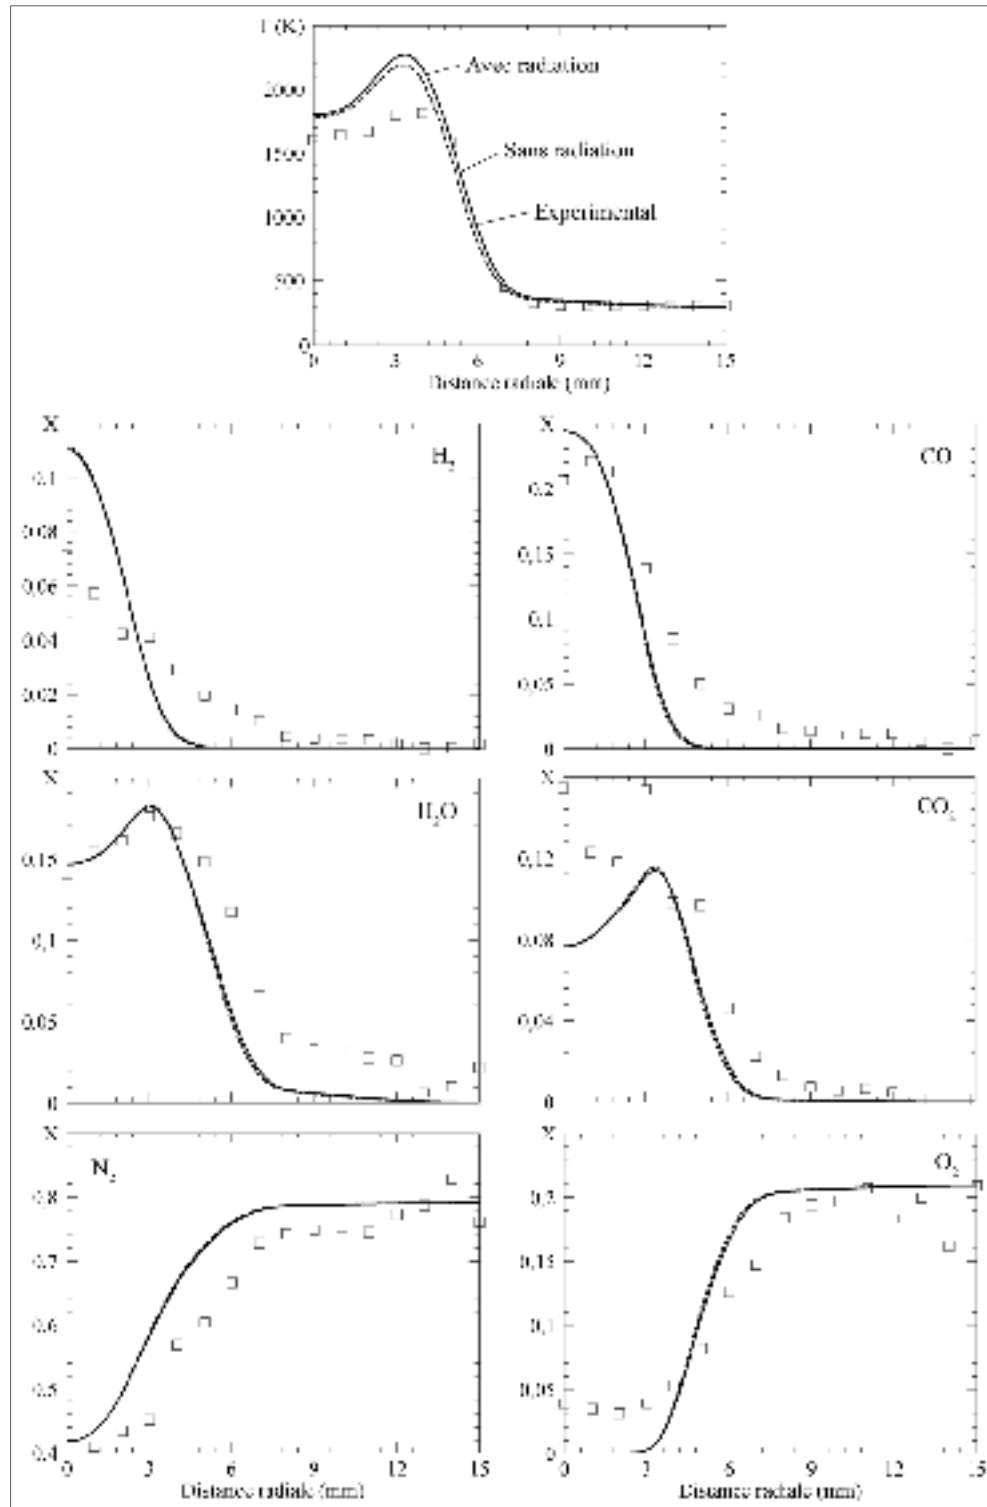 T (K)
2000
1500
1000
500
0
Avec radiation
Sans radiation
Expérimental
0 3 6 9 12 15
Distance radiale (mm)
X
H2
0.1
0.08
0.06
0.04
0.02
0
X
CO
0,2
0,15
0,1
0,05
0
X
H2O
0,15
0,1
0,05
0
X
CO2
0,12
0,08
0,04
0
X
N2
0.8
0.7
0.6
0.5
0.4
0 3 6 9 12 15
Distance radiale (mm)
X
O2
0,2
0,15
0,1
0,05
0
0 3 6 9 12 15
Distance radiale (mm)